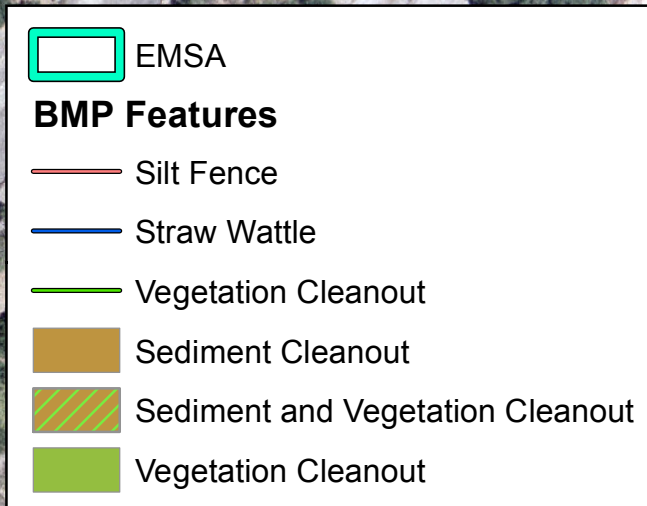 EMSA
BMP Features
Silt Fence
Straw Wattle
Vegetation Cleanout
Sediment Cleanout
Sediment and Vegetation Cleanout
Vegetation Cleanout